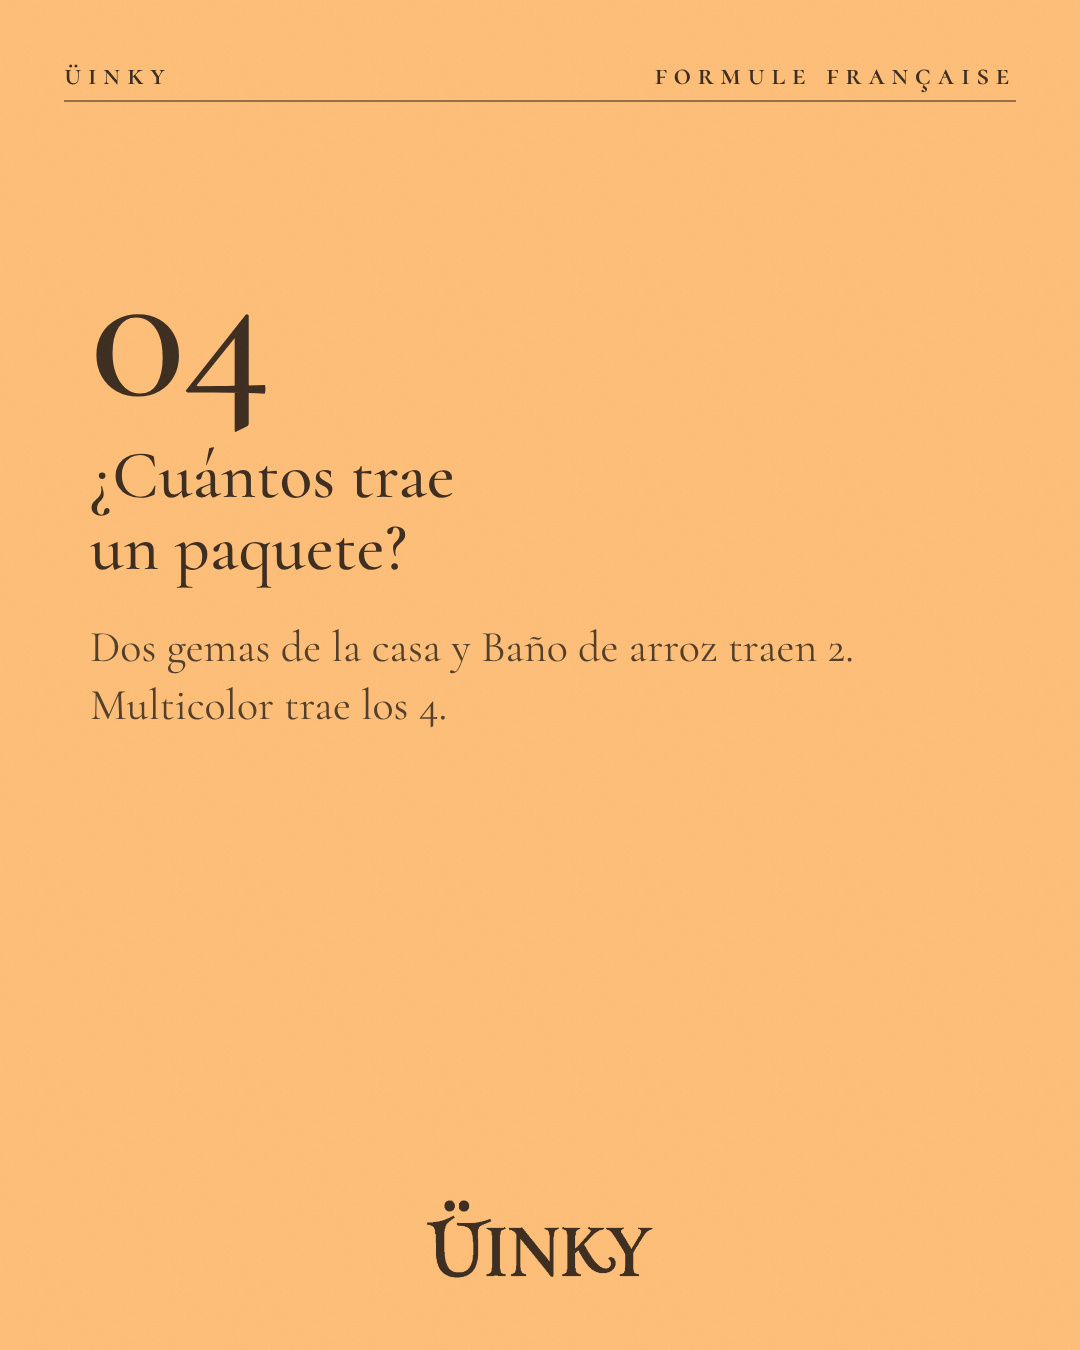 ÜINKY
FORMULE FRANÇAISE
04
¿Cuántos trae
un paquete?
Dos gemas de la casa y Baño de arroz traen 2.
Multicolor trae los 4.
ÜINKY